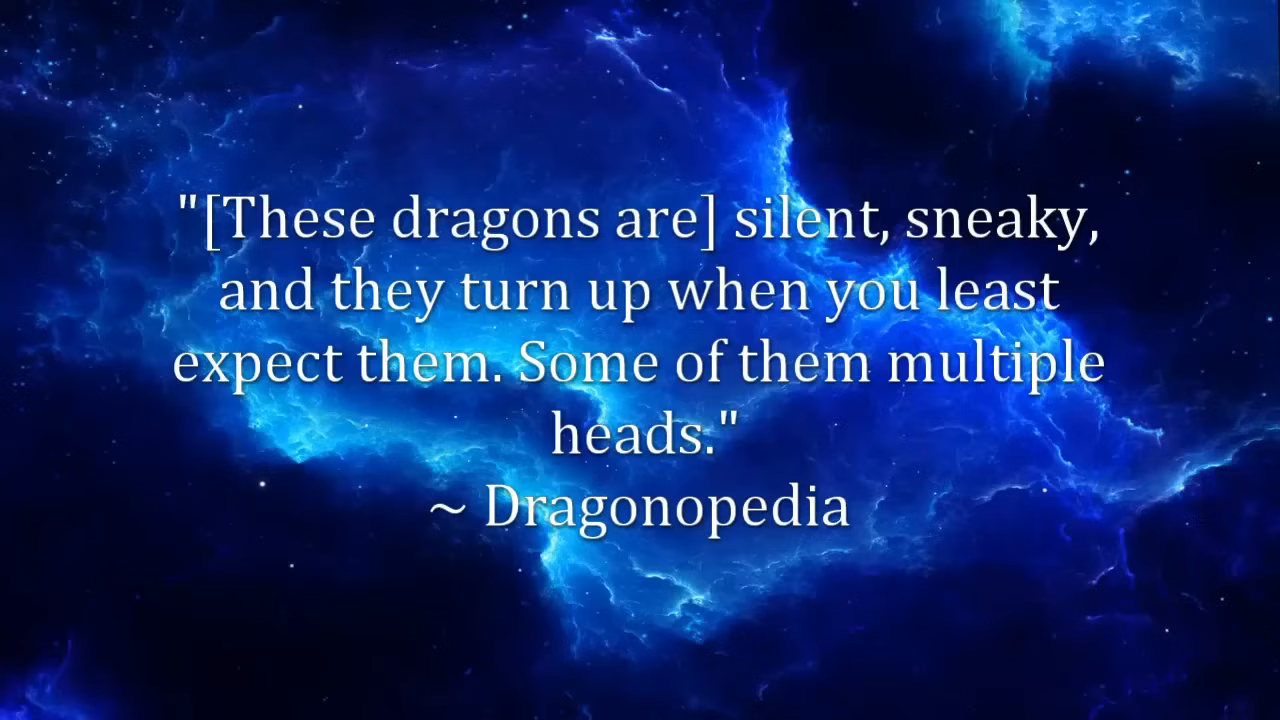 "[These dragons are] silent, sneaky,
and they turn up when you least
expect them. Some of them multiple
heads."
~ Dragonopedia